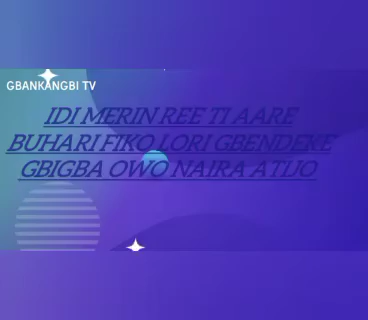 GBANKANGBI TV
IDI MERIN REE TI AARE
BUHARI FIKO LORI GBENDEKE
GBIGBA OWO NAIRA ATIJO